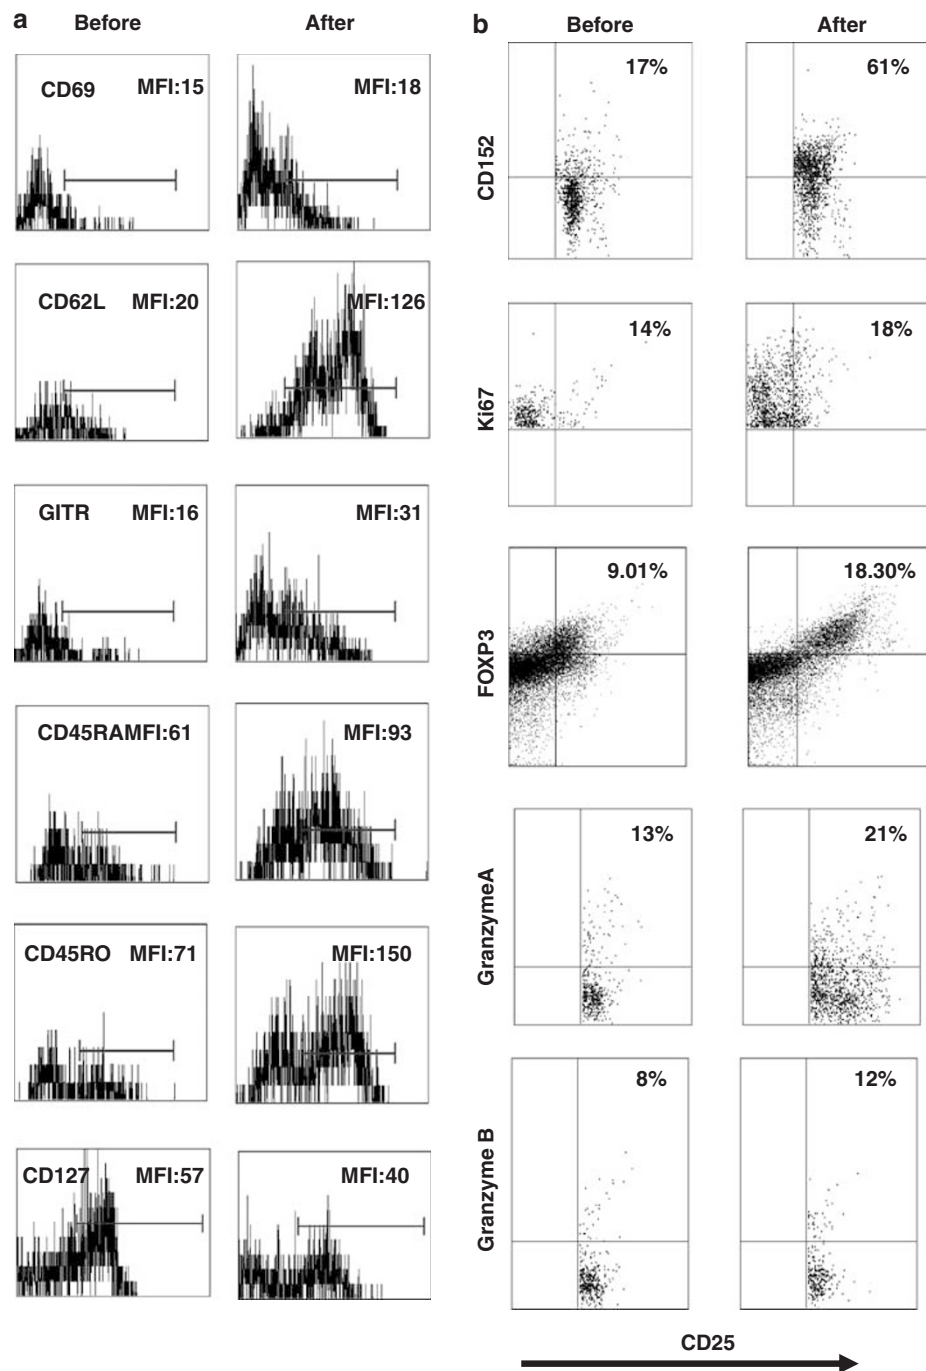 a Before After
CD69 MFI:15 MFI:18
CD62L MFI:20 MFI:126
GITR MFI:16 MFI:31
CD45RAMFI:61 MFI:93
CD45RO MFI:71 MFI:150
CD127 MFI:57 MFI:40
b Before After
CD152 17% 61%
Ki67 14% 18%
FOXP3 9.01% 18.30%
GranzymeA 13% 21%
Granzyme B 8% 12%
CD25